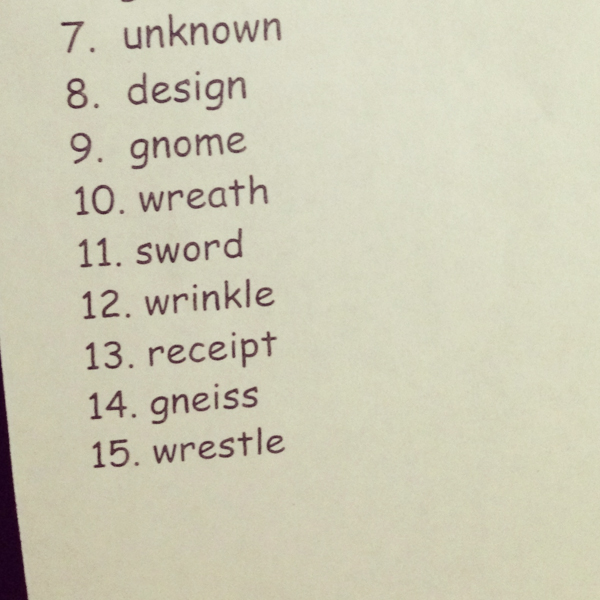 7. unknown
8. design
9. gnome
10. wreath
11. sword
12. wrinkle
13. receipt
14. gneiss
15. wrestle